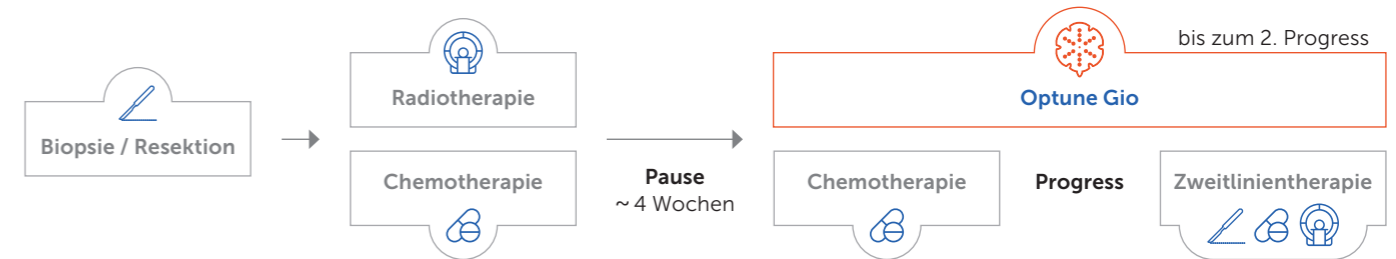 Biopsie / Resektion
Radiotherapie
Chemotherapie
Pause
~ 4 Wochen
bis zum 2. Progress
Optune Gio
Chemotherapie
Progress
Zweitlinientherapie